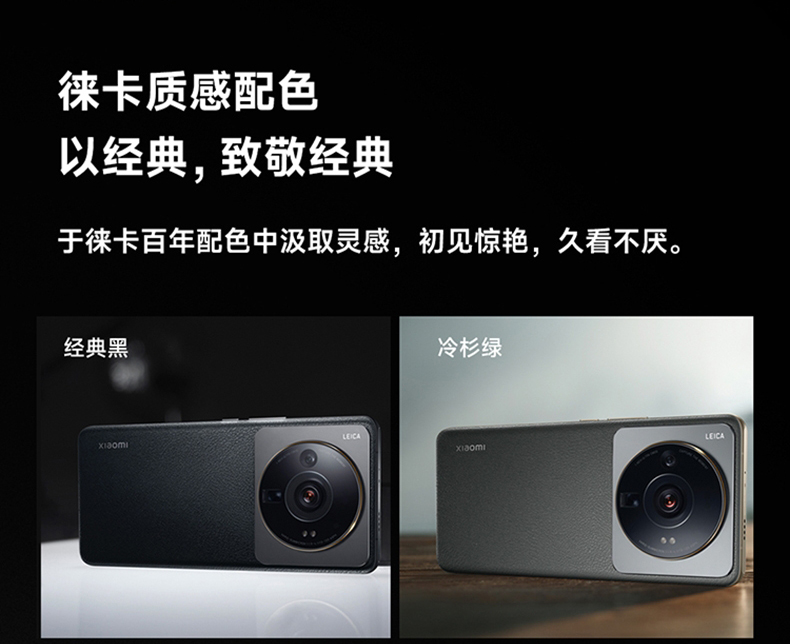 徕卡质感配色
以经典，致敬经典
于徕卡百年配色中汲取灵感，初见惊艳，久看不厌。
经典黑
冷杉绿
xiaomi
LEICA
xiaomi
LEICA